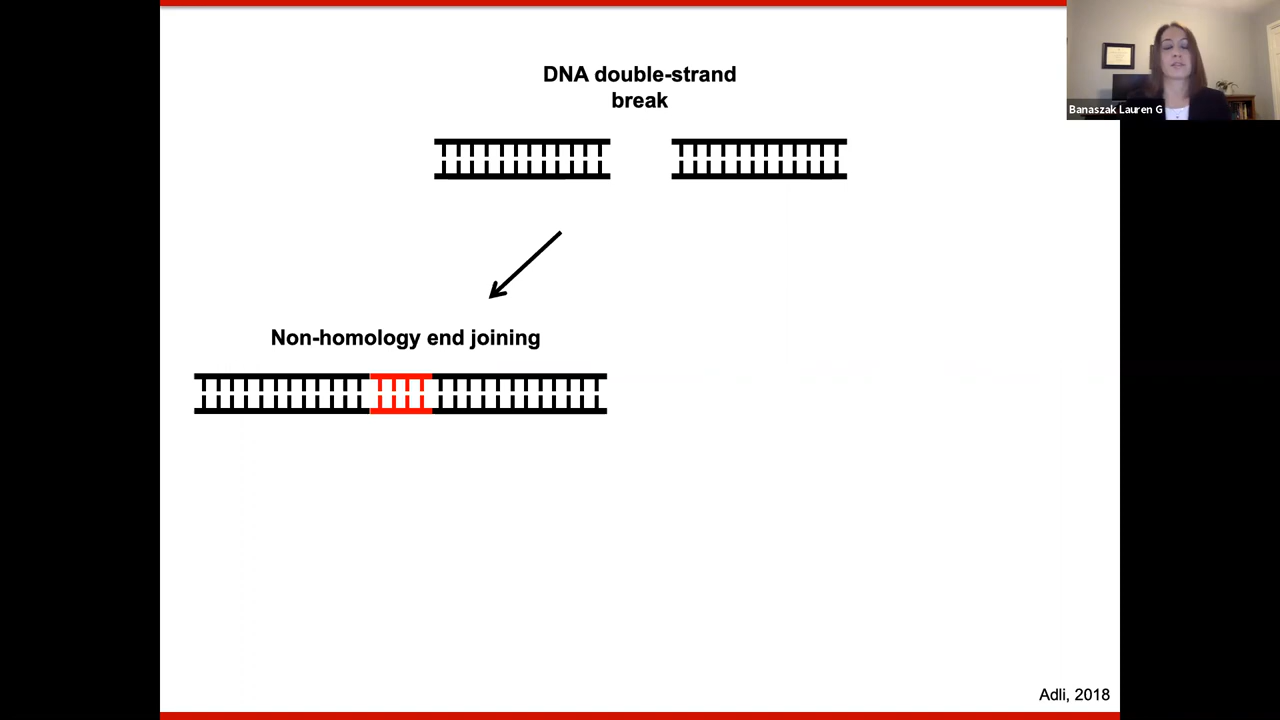 DNA double-strand
break
Banaszak Lauren G
Non-homology end joining
Adli, 2018